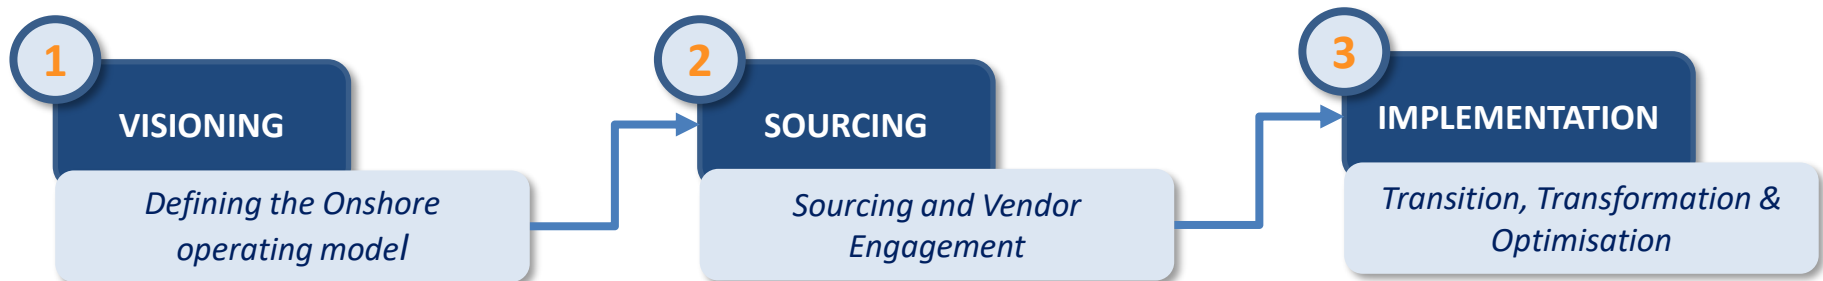 1
VISIONING
Defining the Onshore
operating model
2
SOURCING
Sourcing and Vendor
Engagement
3
IMPLEMENTATION
Transition, Transformation &
Optimisation